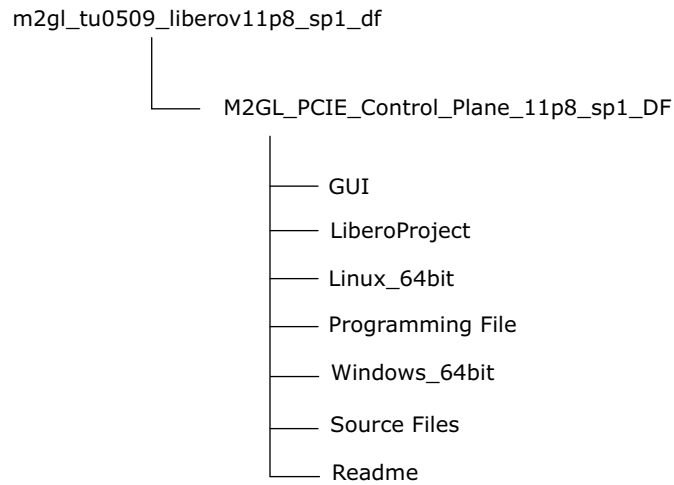 m2gl_tu0509_liberov11p8_sp1_df
M2GL_PCIE_Control_Plane_11p8_sp1_DF
GUI
LiberoProject
Linux_64bit
Programming File
Windows_64bit
Source Files
Readme